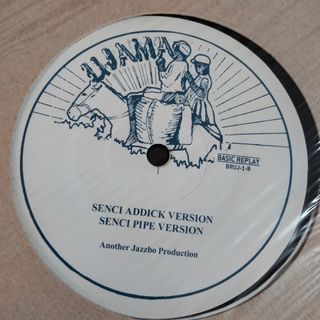 UJAMA
BASIC REPLAY
BRUJ-1-B
SENCI ADDICK VERSION
SENCI PIPE VERSION
Another Jazzbo Production